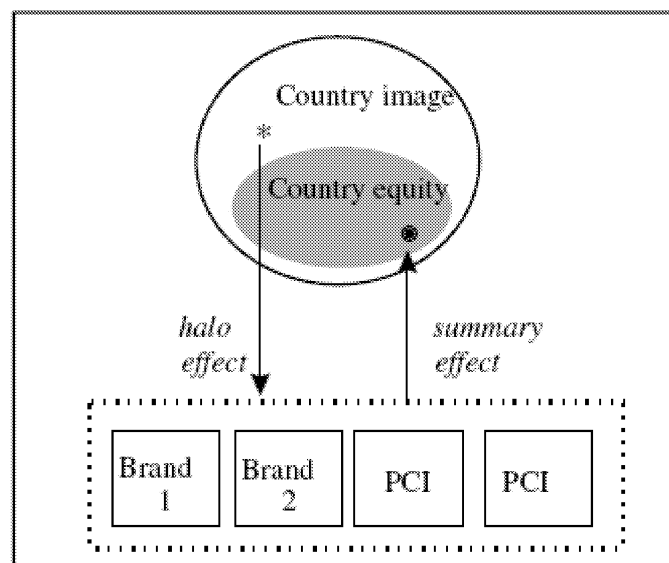 Country image
*
Country equity
halo
effect
summary
effect
Brand
1
Brand
2
PCI
PCI